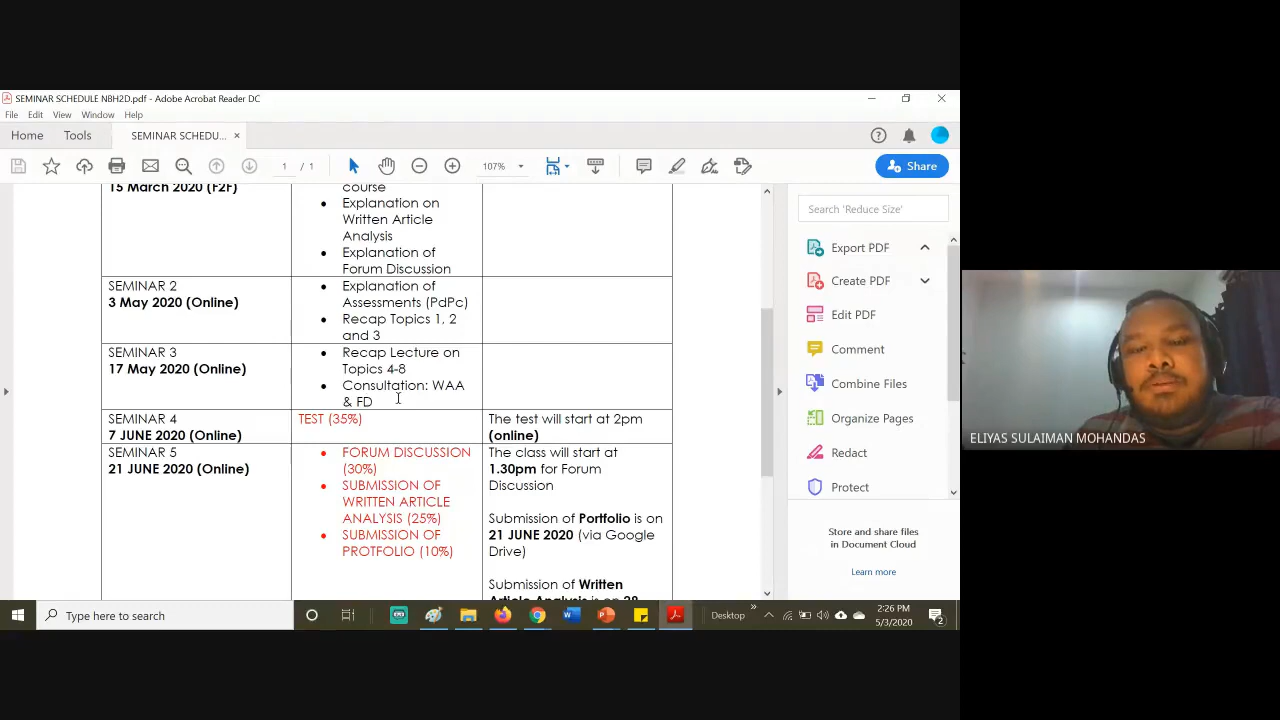 SEMINAR SCHEDULE NBH2D.pdf - Adobe Acrobat Reader DC
File Edit View Window Help
Home Tools SEMINAR SCHEDU... ×
1 / 1 107% Share
15 March 2020 (F2F)
course
• Explanation on
Written Article
Analysis
• Explanation of
Forum Discussion
SEMINAR 2
3 May 2020 (Online)
• Explanation of
Assessments (PdPc)
• Recap Topics 1, 2
and 3
SEMINAR 3
17 May 2020 (Online)
• Recap Lecture on
Topics 4-8
• Consultation: WAA
& FD
SEMINAR 4
7 JUNE 2020 (Online)
TEST (35%)
The test will start at 2pm
(online)
SEMINAR 5
21 JUNE 2020 (Online)
• FORUM DISCUSSION
(30%)
• SUBMISSION OF
WRITTEN ARTICLE
ANALYSIS (25%)
• SUBMISSION OF
PROTFOLIO (10%)
The class will start at
1.30pm for Forum
Discussion
Submission of Portfolio is on
21 JUNE 2020 (via Google
Drive)
Submission of Written
Article Analysis is on 28
Search 'Reduce Size'
Export PDF
Create PDF
Edit PDF
Comment
Combine Files
Organize Pages
Redact
Protect
Store and share files
in Document Cloud
Learn more
ELIYAS SULAIMAN MOHANDAS
Type here to search
Desktop
2:26 PM
5/3/2020
2